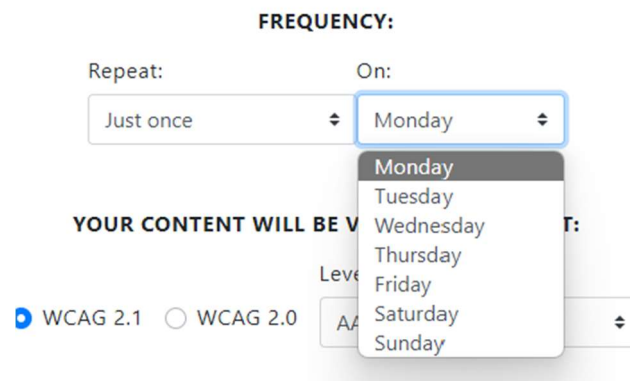 FREQUENCY:
Repeat: On:
Just once Monday
Monday
Tuesday
YOUR CONTENT WILL BE V T:
Wednesday
Thursday
Leve
Friday
WCAG 2.1 WCAG 2.0 AA
Saturday
Sunday